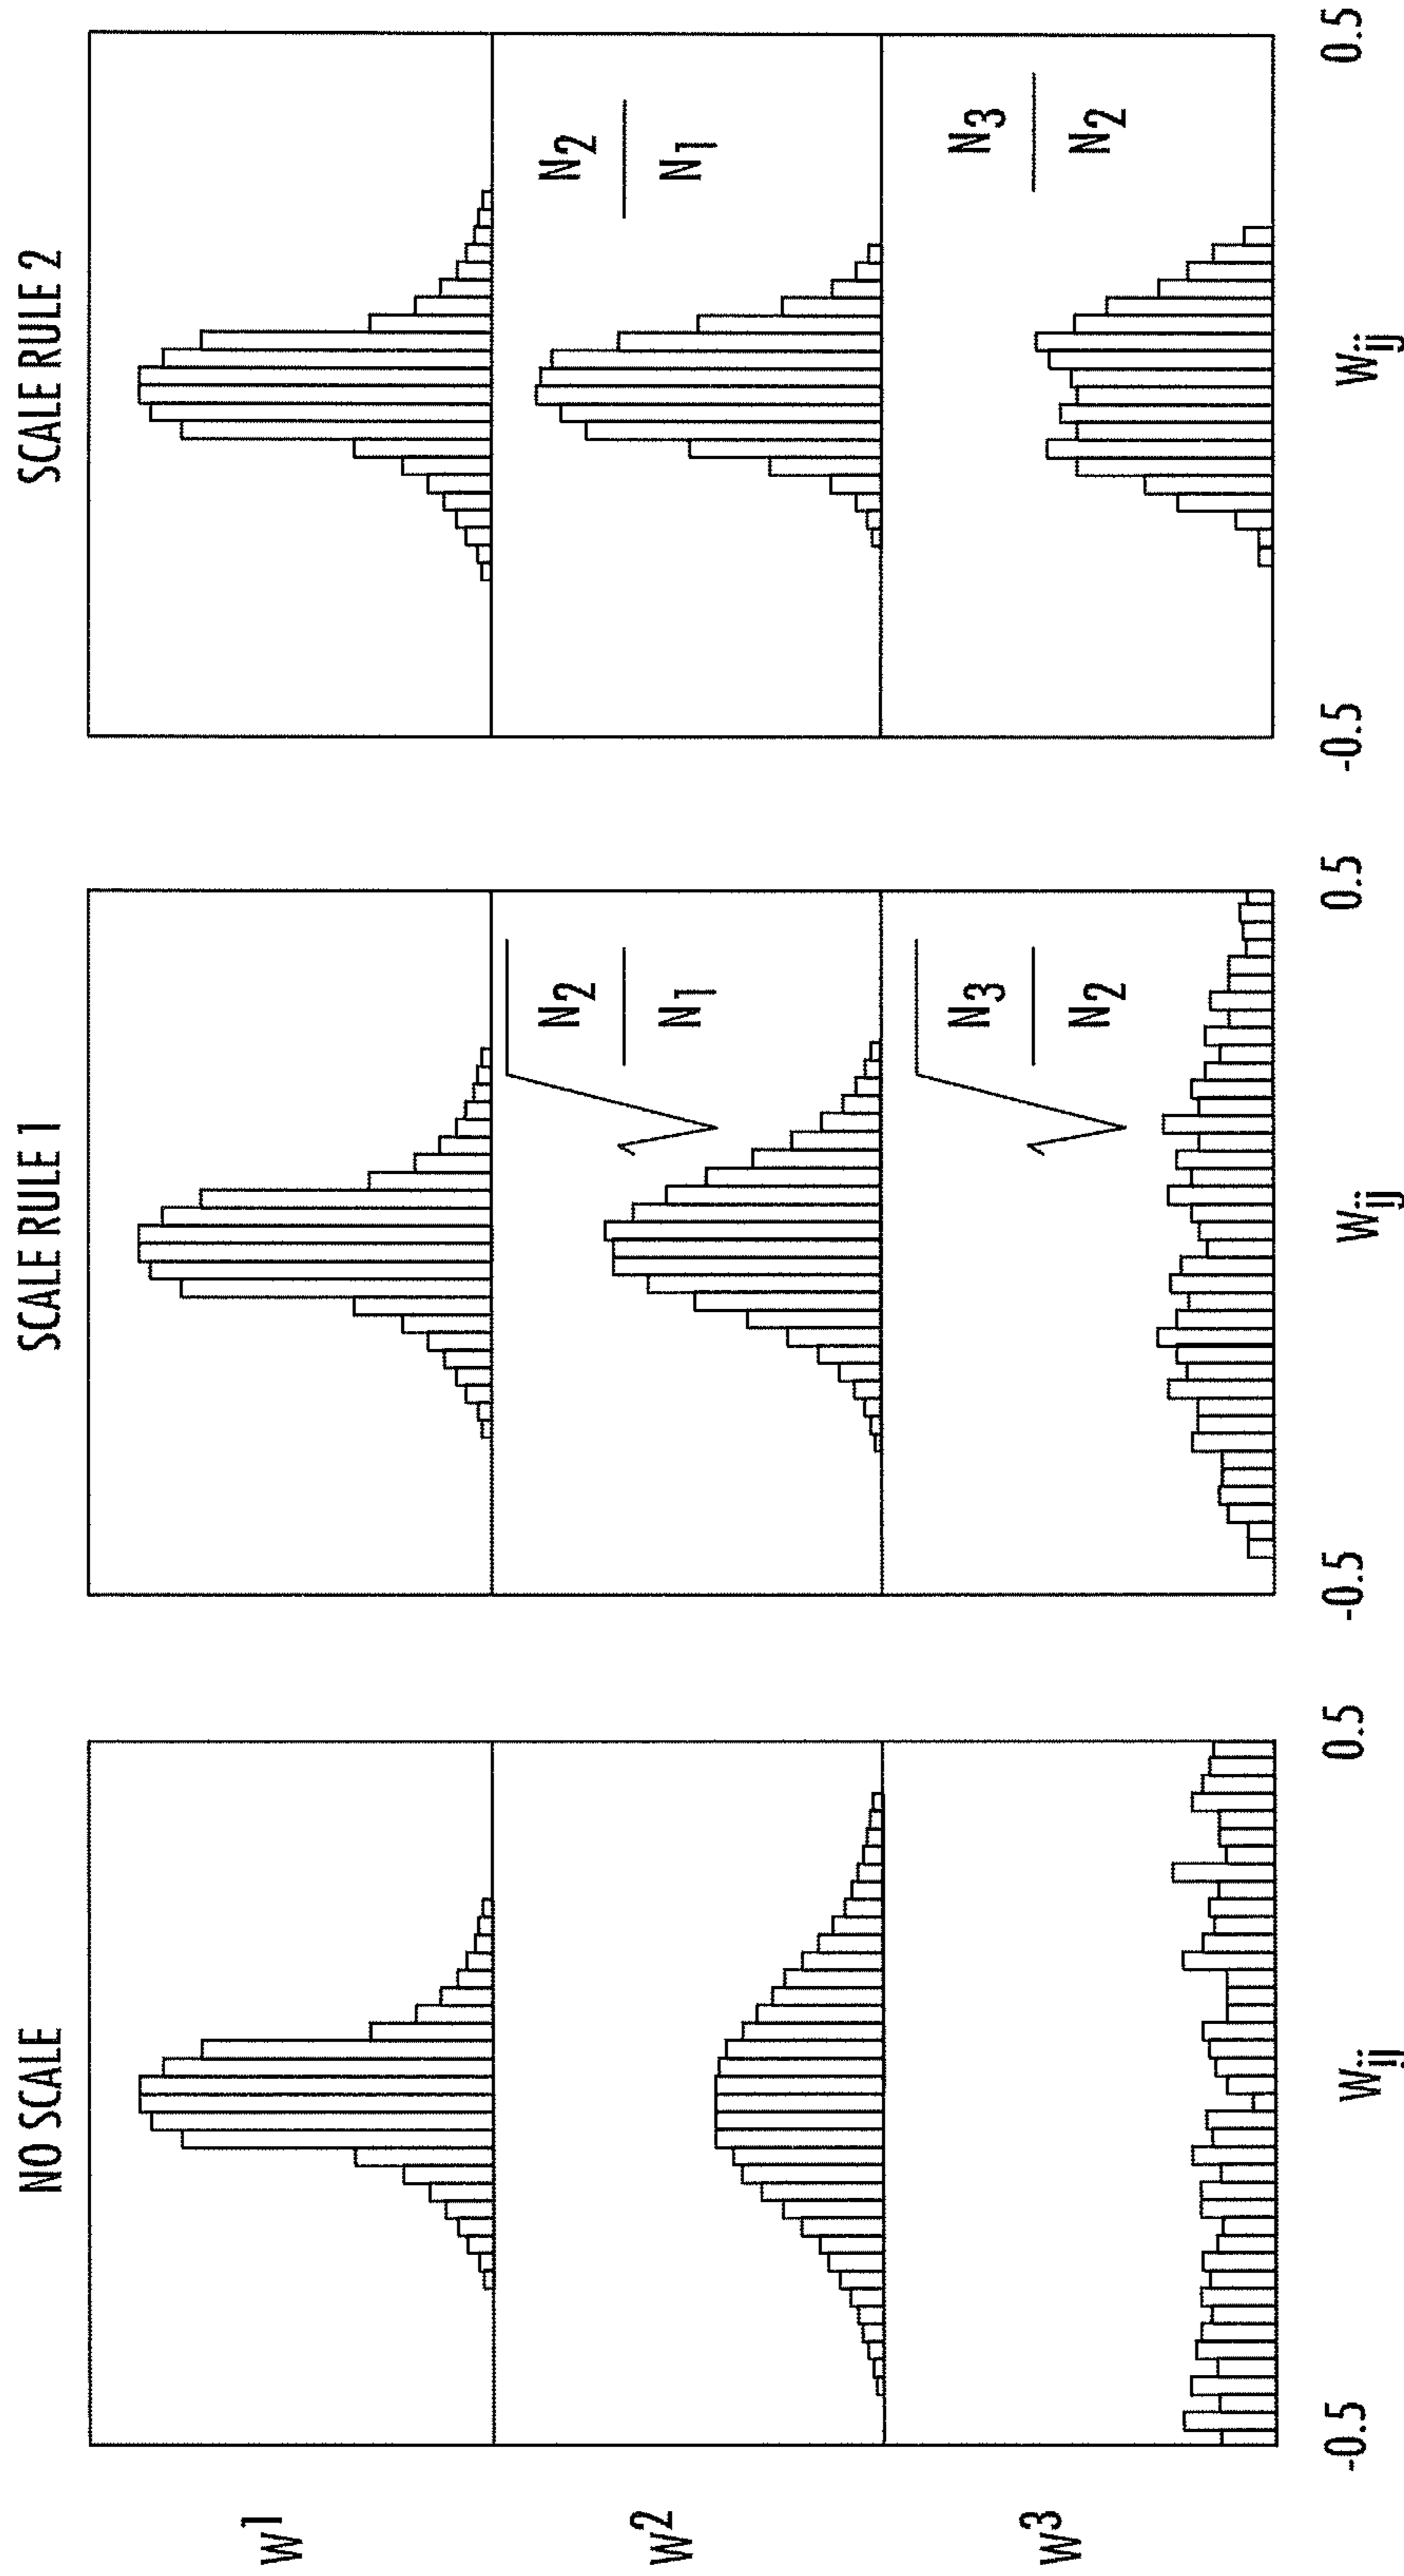 NO SCALE
SCALE RULE 1
SCALE RULE 2
W1
W2
√N2/N1
N2/N1
W3
√N3/N2
N3/N2
-0.5
Wij
0.5
-0.5
Wij
0.5
-0.5
Wij
0.5